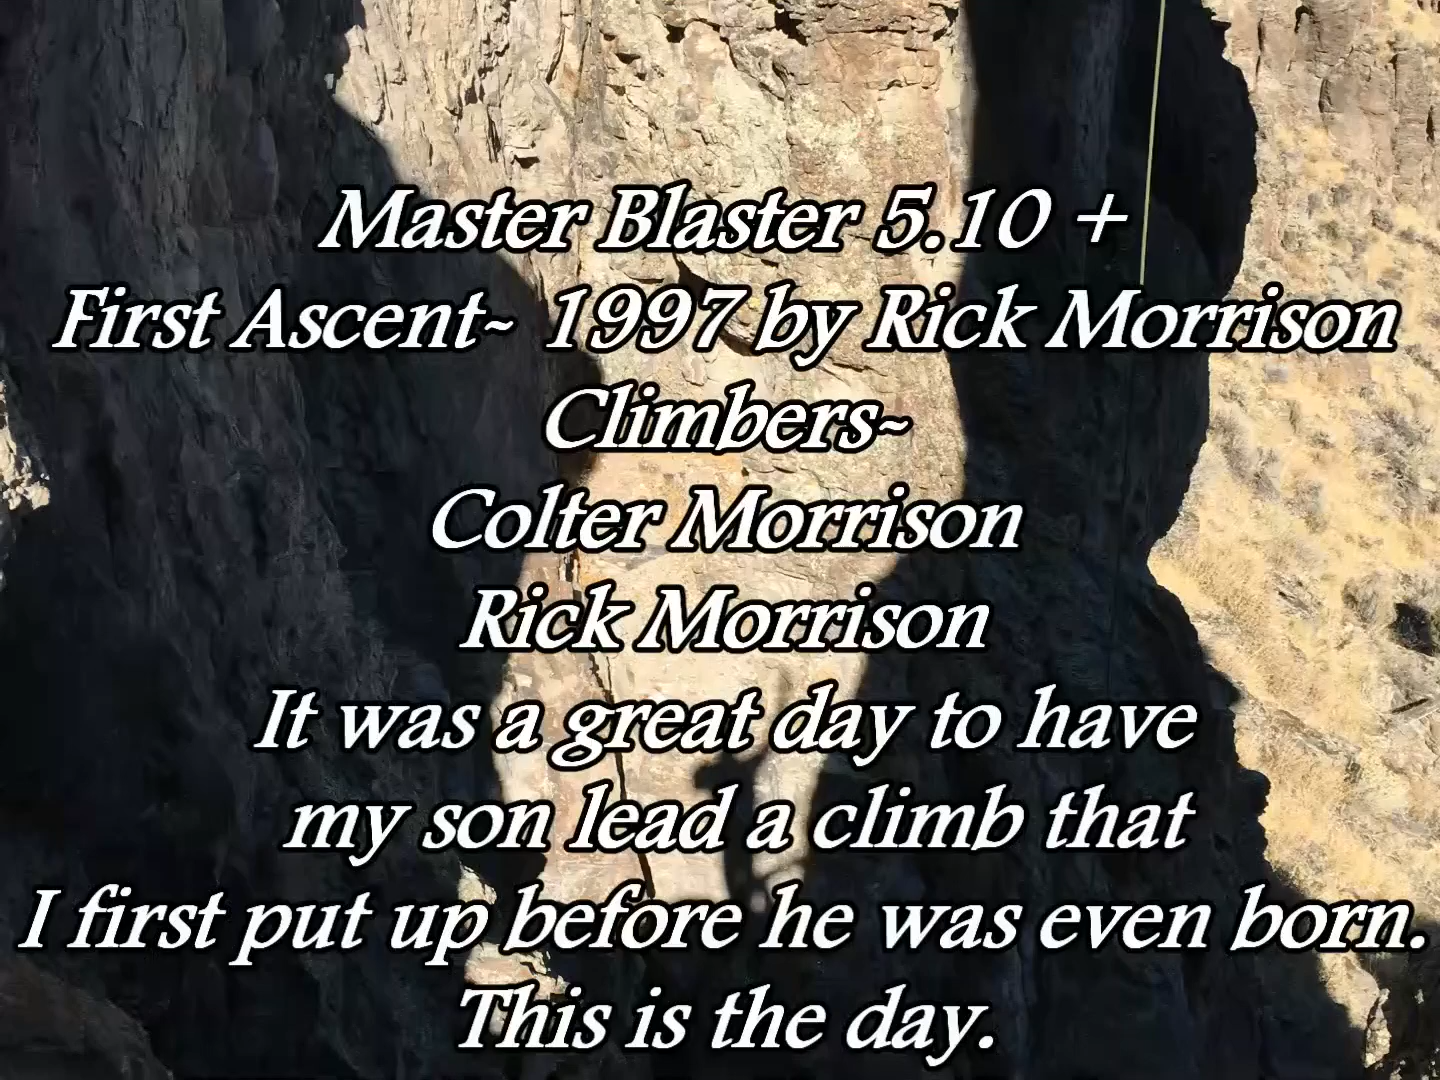 Master Blaster 5.10 +
First Ascent~ 1997 by Rick Morrison
Climbers~
Colter Morrison
Rick Morrison
It was a great day to have
my son lead a climb that
I first put up before he was even born.
This is the day.